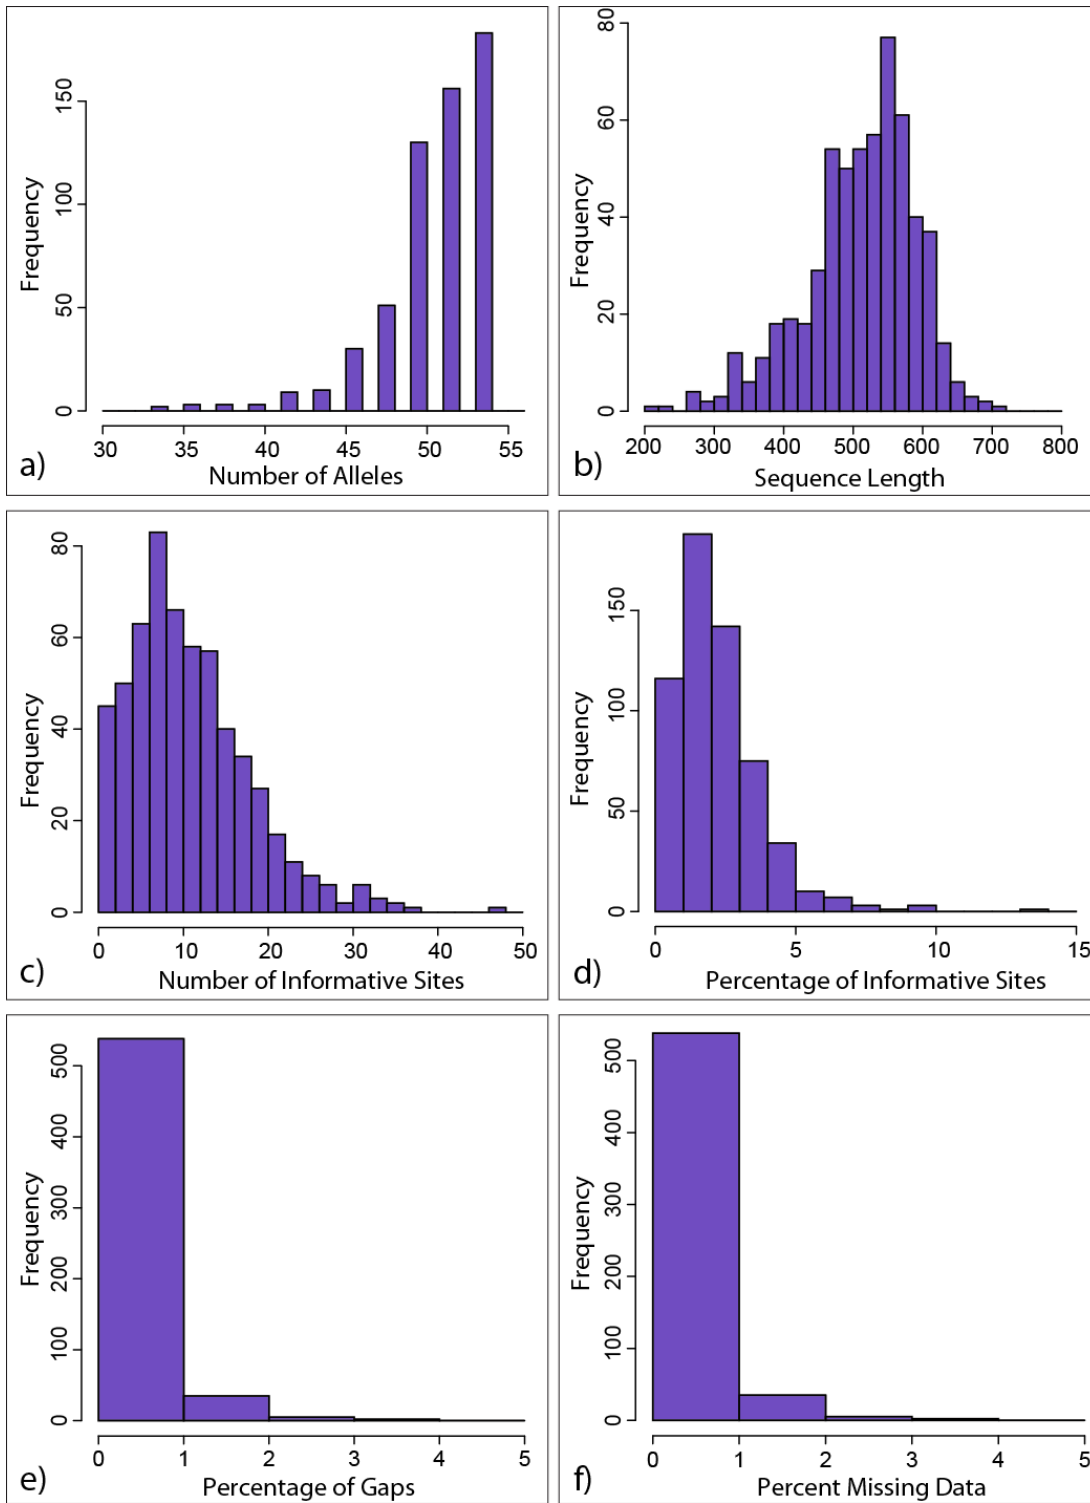 Frequency
0 50 100 150
30 35 40 45 50 55
a) Number of Alleles
Frequency
0 20 40 60 80
200 300 400 500 600 700 800
b) Sequence Length
Frequency
0 20 40 60 80
0 10 20 30 40 50
c) Number of Informative Sites
Frequency
0 50 100 150
0 5 10 15
d) Percentage of Informative Sites
Frequency
0 100 200 300 400 500
0 1 2 3 4 5
e) Percentage of Gaps
Frequency
0 100 200 300 400 500
0 1 2 3 4 5
f) Percent Missing Data